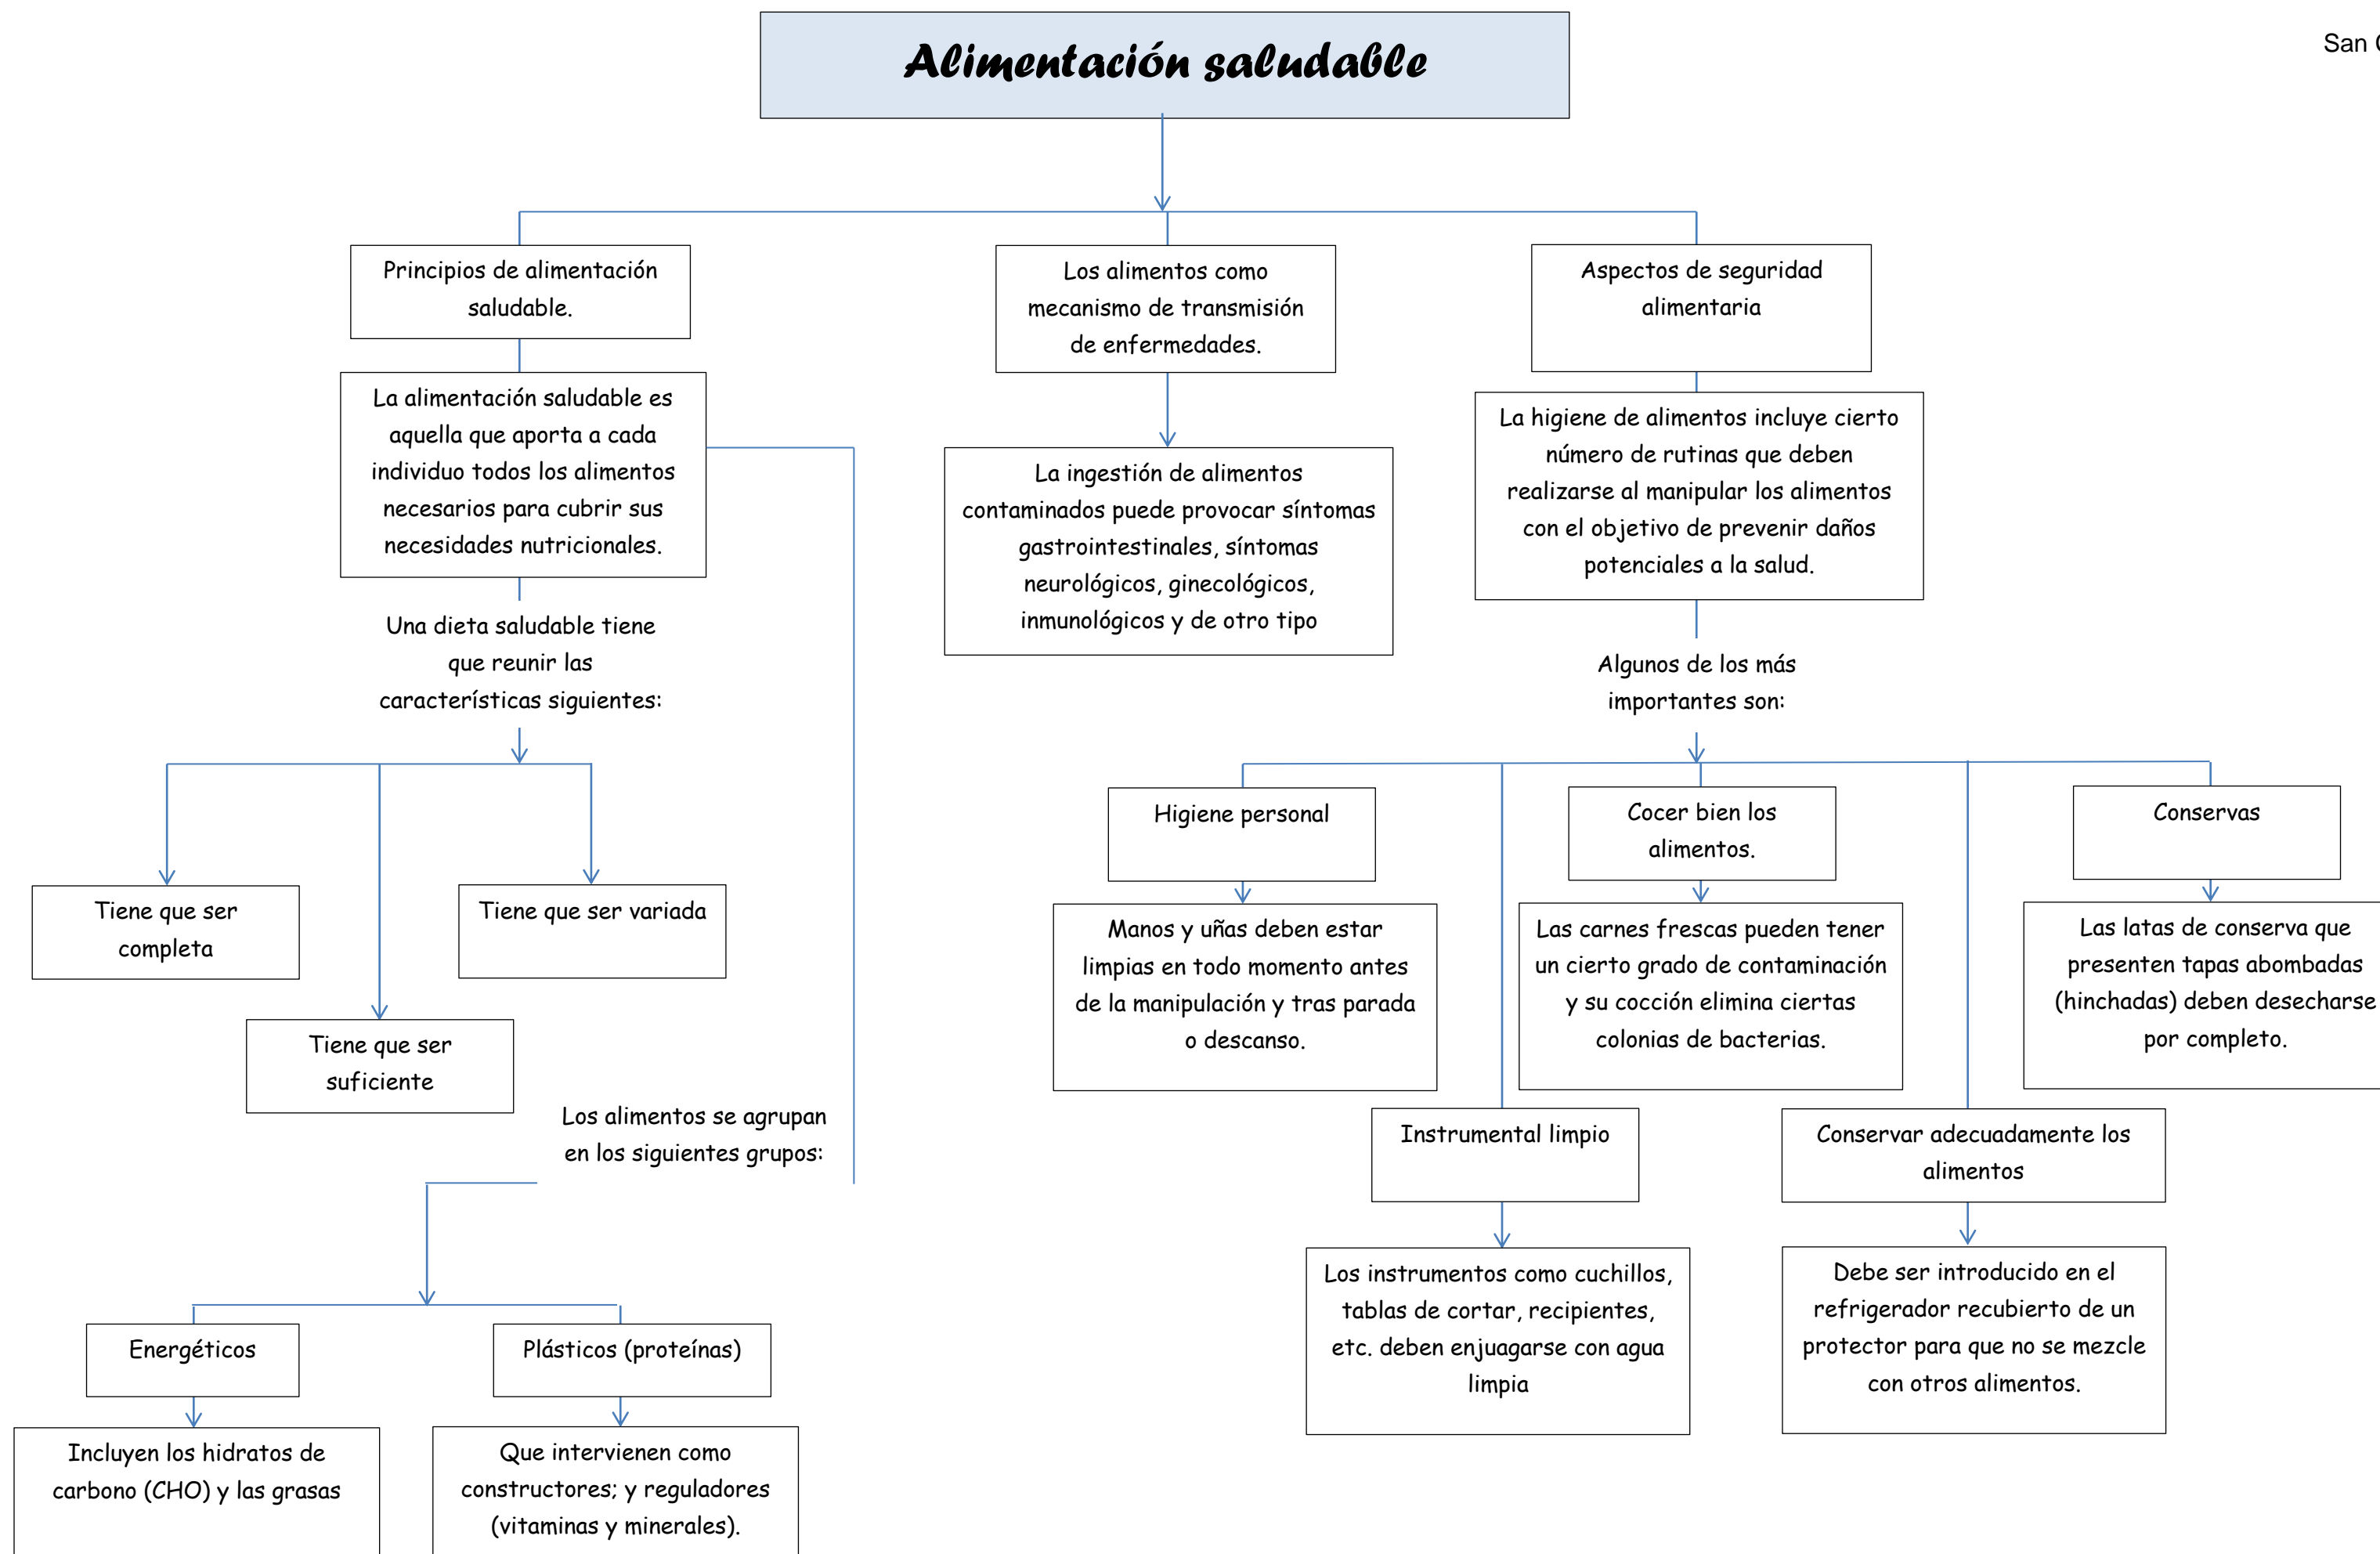 Alimentación saludable
San
Principios de alimentación
saludable.
Los alimentos como
mecanismo de transmisión
de enfermedades.
Aspectos de seguridad
alimentaria
La alimentación saludable es
aquella que aporta a cada
individuo todos los alimentos
necesarios para cubrir sus
necesidades nutricionales.
La ingestión de alimentos
contaminados puede provocar síntomas
gastrointestinales, síntomas
neurológicos, ginecológicos,
inmunológicos y de otro tipo
La higiene de alimentos incluye cierto
número de rutinas que deben
realizarse al manipular los alimentos
con el objetivo de prevenir daños
potenciales a la salud.
Una dieta saludable tiene
que reunir las
características siguientes:
Algunos de los más
importantes son:
Tiene que ser
completa
Tiene que ser variada
Tiene que ser
suficiente
Higiene personal
Cocer bien los
alimentos.
Conservas
Manos y uñas deben estar
limpias en todo momento antes
de la manipulación y tras parada
o descanso.
Las carnes frescas pueden tener
un cierto grado de contaminación
y su cocción elimina ciertas
colonias de bacterias.
Las latas de conserva que
presenten tapas abombadas
(hinchadas) deben desecharse
por completo.
Los alimentos se agrupan
en los siguientes grupos:
Instrumental limpio
Conservar adecuadamente los
alimentos
Los instrumentos como cuchillos,
tablas de cortar, recipientes,
etc. deben enjuagarse con agua
limpia
Debe ser introducido en el
refrigerador recubierto de un
protector para que no se mezcle
con otros alimentos.
Energéticos
Plásticos (proteínas)
Incluyen los hidratos de
carbono (CHO) y las grasas
Que intervienen como
constructores; y reguladores
(vitaminas y minerales).